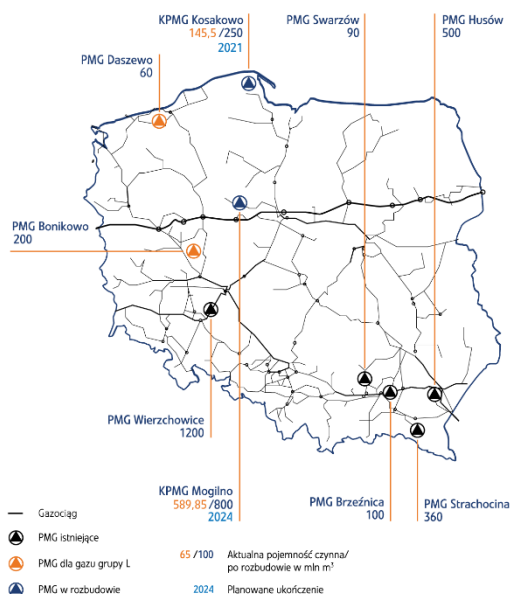 KPMG Kosakowo
145,5 /250
2021
PMG Swarzów
90
PMG Husów
500
PMG Daszewo
60
PMG Bonikowo
200
PMG Wierzchowice
1200
KPMG Mogilno
589,85 /800
2024
PMG Brzeźnica
100
PMG Strachocina
360
Gazociąg
PMG istniejące
PMG dla gazu grupy L
PMG w rozbudowie
65 /100 Aktualna pojemność czynna/
po rozbudowie w mln m³
2024 Planowane ukończenie